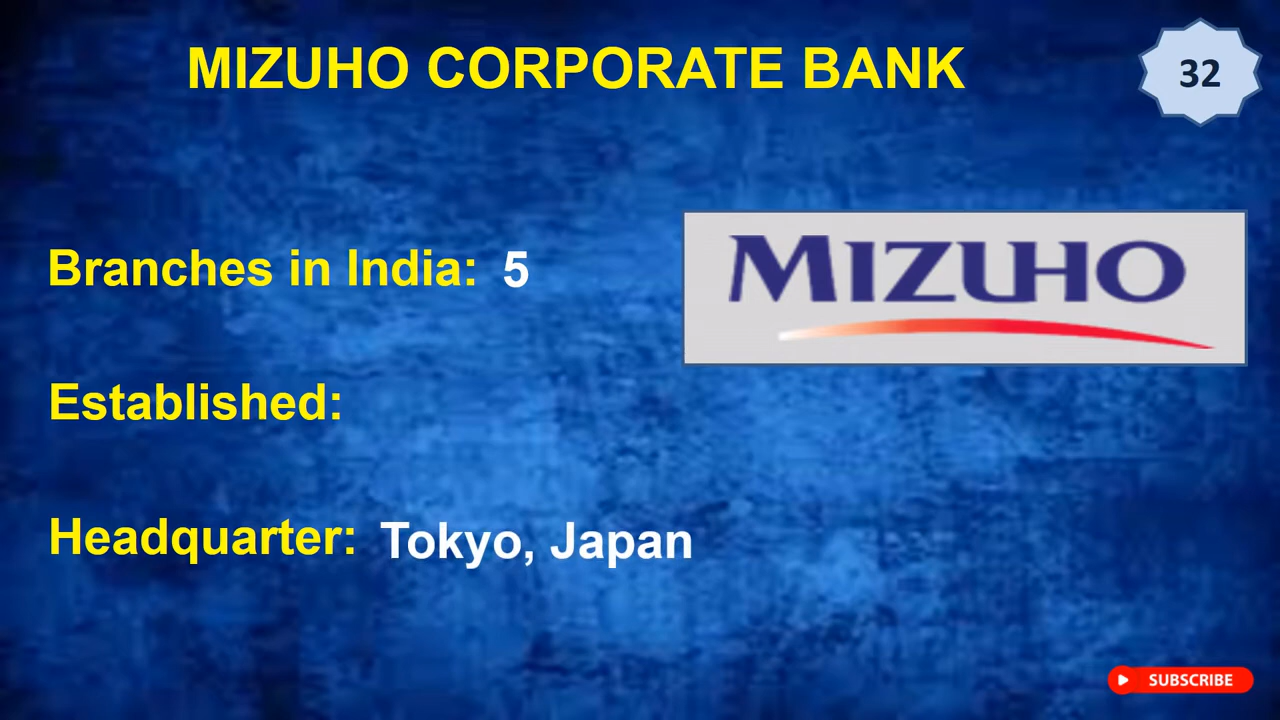 MIZUHO CORPORATE BANK
32
Branches in India: 5
MIZUHO
Established:
Headquarter: Tokyo, Japan
SUBSCRIBE